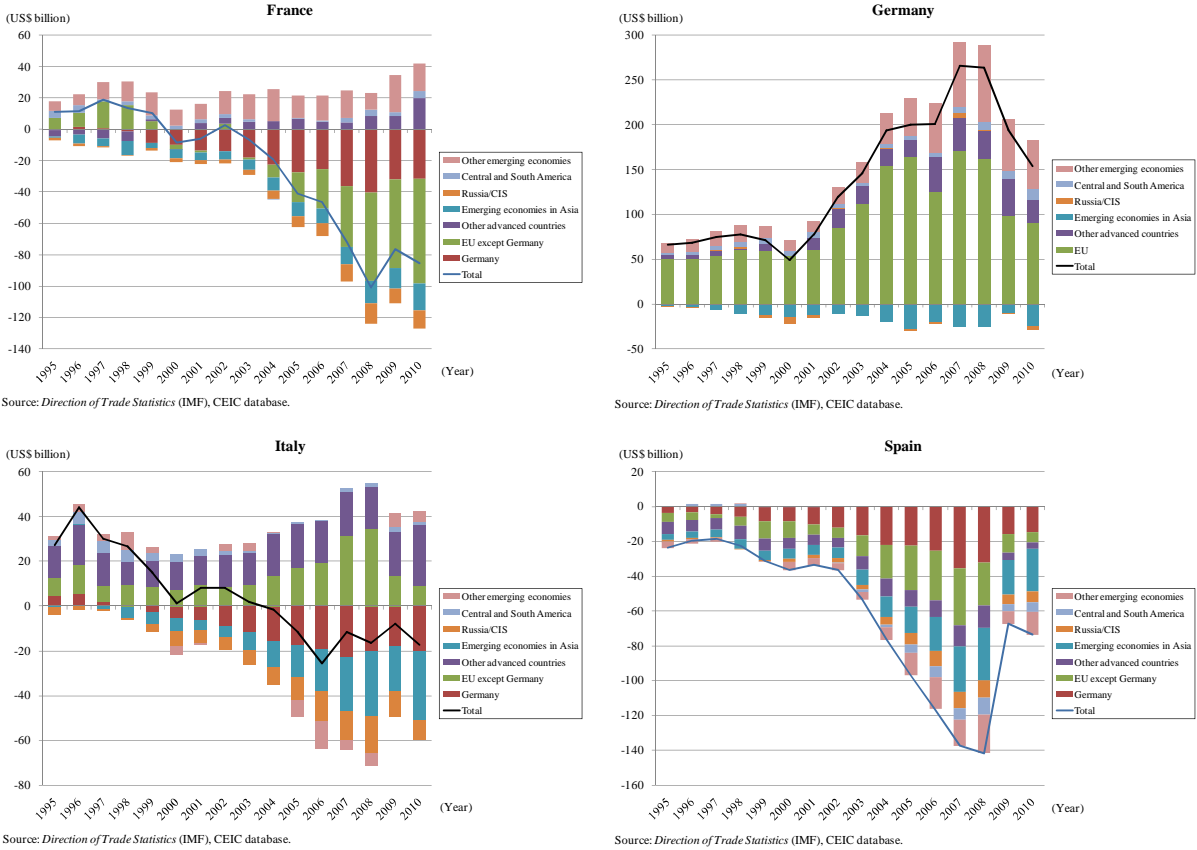 France
(US$ billion)
60
40
20
0
-20
-40
-60
-80
-100
-120
-140
1995 1996 1997 1998 1999 2000 2001 2002 2003 2004 2005 2006 2007 2008 2009 2010
(Year)
Other emerging economies
Central and South America
Russia/CIS
Emerging economies in Asia
Other advanced countries
EU except Germany
Germany
Total
Source: Direction of Trade Statistics (IMF), CEIC database.
Germany
(US$ billion)
300
250
200
150
100
50
0
-50
1995 1996 1997 1998 1999 2000 2001 2002 2003 2004 2005 2006 2007 2008 2009 2010
(Year)
Other emerging economies
Central and South America
Russia/CIS
Emerging economies in Asia
Other advanced countries
EU
Total
Source: Direction of Trade Statistics (IMF), CEIC database.
Italy
(US$ billion)
60
40
20
0
-20
-40
-60
-80
1995 1996 1997 1998 1999 2000 2001 2002 2003 2004 2005 2006 2007 2008 2009 2010
(Year)
Other emerging economies
Central and South America
Russia/CIS
Emerging economies in Asia
Other advanced countries
EU except Germany
Germany
Total
Source: Direction of Trade Statistics (IMF), CEIC database.
Spain
(US$ billion)
20
0
-20
-40
-60
-80
-100
-120
-140
-160
1995 1996 1997 1998 1999 2000 2001 2002 2003 2004 2005 2006 2007 2008 2009 2010
(Year)
Other emerging economies
Central and South America
Russia/CIS
Emerging economies in Asia
Other advanced countries
EU except Germany
Germany
Total
Source: Direction of Trade Statistics (IMF), CEIC database.